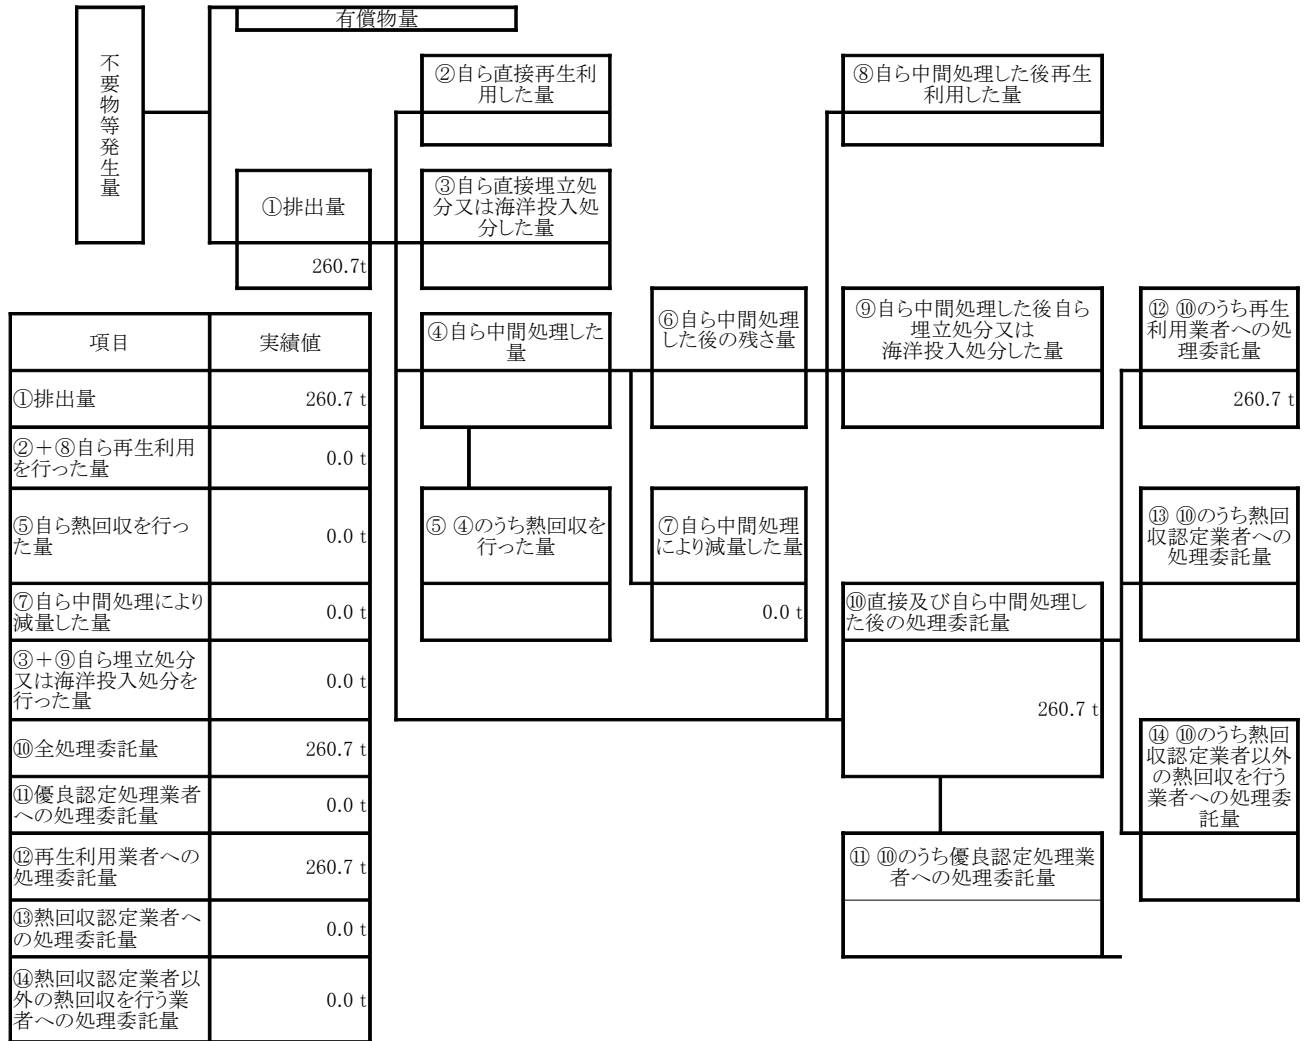 有償物量
不要物等発生量
②自ら直接再生利
用した量
⑧自ら中間処理した後再生
利用した量
①排出量
260.7t
③自ら直接埋立処
分又は海洋投入処
分した量
④自ら中間処理した
量
⑥自ら中間処理
した後の残さ量
⑨自ら中間処理した後自ら
埋立処分又は
海洋投入処分した量
⑫ ⑩のうち再生
利用業者への処
理委託量
260.7 t
⑤ ④のうち熱回収を
行った量
⑦自ら中間処理
により減量した量
0.0 t
⑬ ⑩のうち熱回
収認定業者への
処理委託量
⑩直接及び自ら中間処理し
た後の処理委託量
260.7 t
⑭ ⑩のうち熱回
収認定業者以外
の熱回収を行う
業者への処理委
託量
⑪ ⑩のうち優良認定処理業
者への処理委託量
項目 実績値
①排出量 260.7 t
②+⑧自ら再生利用
を行った量 0.0 t
⑤自ら熱回収を行っ
た量 0.0 t
⑦自ら中間処理により
減量した量 0.0 t
③+⑨自ら埋立処分
又は海洋投入処分を
行った量 0.0 t
⑩全処理委託量 260.7 t
⑪優良認定処理業者
への処理委託量 0.0 t
⑫再生利用業者への
処理委託量 260.7 t
⑬熱回収認定業者へ
の処理委託量 0.0 t
⑭熱回収認定業者以
外の熱回収を行う業
者への処理委託量 0.0 t